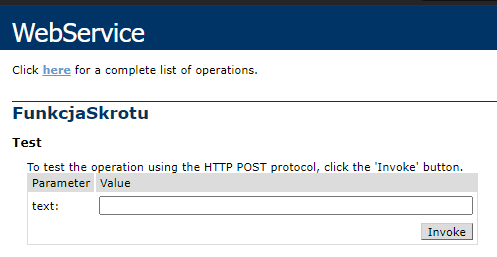 WebService
Click here for a complete list of operations.
FunkcjaSkrotu
Test
To test the operation using the HTTP POST protocol, click the 'Invoke' button.
Parameter Value
text:
Invoke